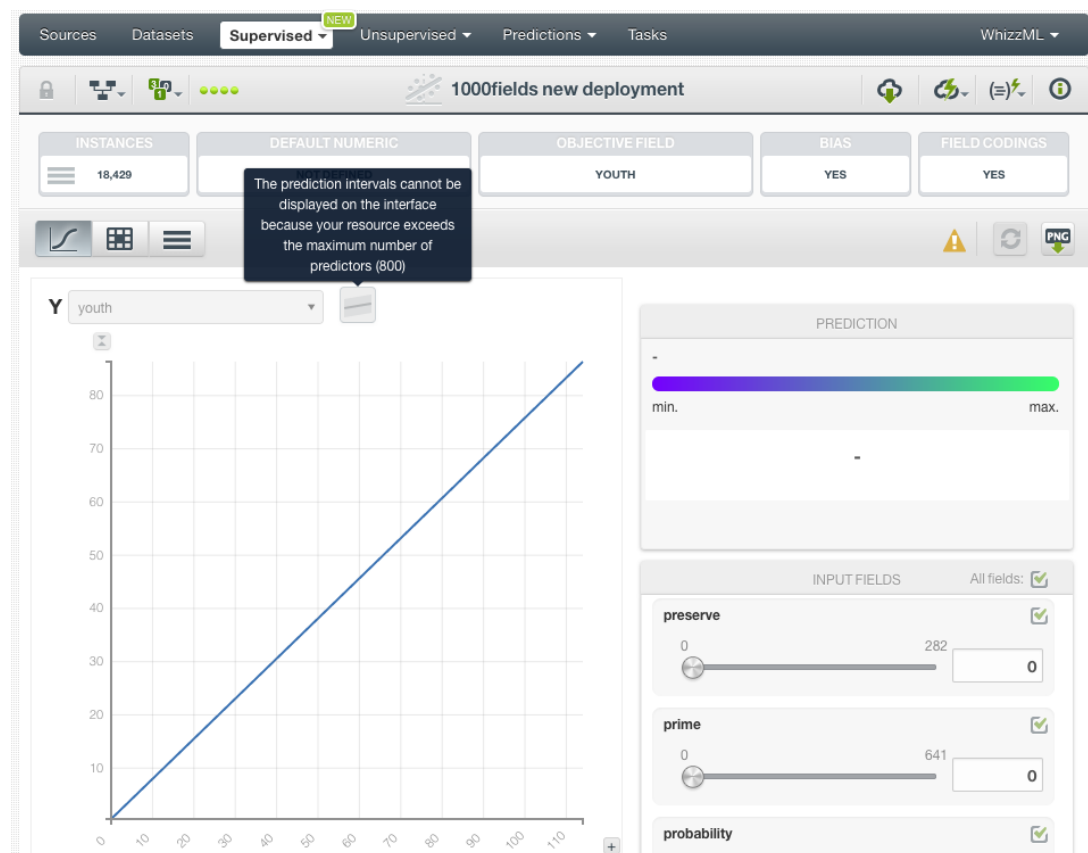 Sources Datasets Supervised NEW Unsupervised Predictions Tasks WhizzML
1000fields new deployment
INSTANCES DEFAULT NUMERIC OBJECTIVE FIELD BIAS FIELD CODINGS
18,429 YOUTH YES YES
The prediction intervals cannot be
displayed on the interface
because your resource exceeds
the maximum number of
predictors (800)
PNG
Y youth
PREDICTION
-
min. max.
-
80
70
60
50
40
30
20
10
0 10 20 30 40 50 60 70 80 90 100 110
+
INPUT FIELDS All fields:
preserve
0 282
0
prime
0 641
0
probability